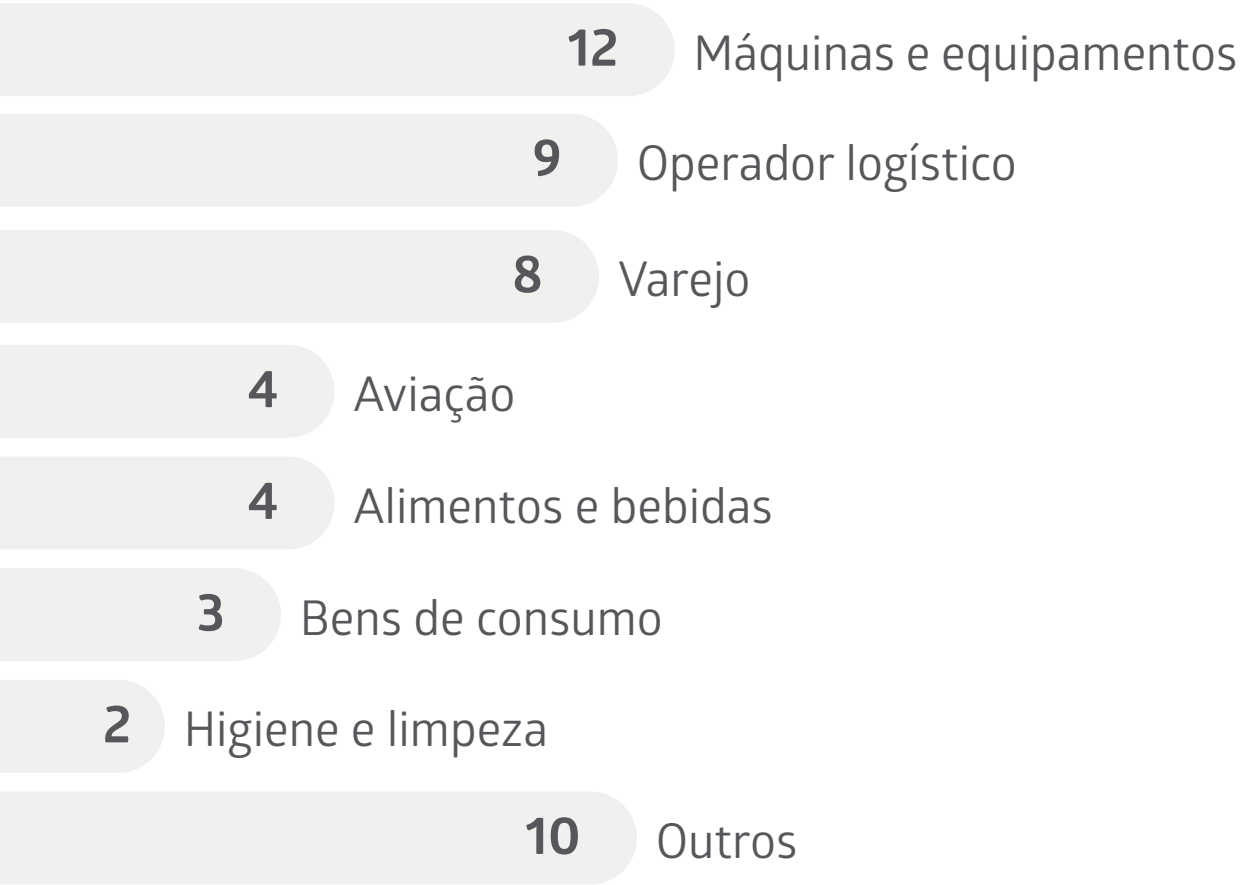 12 Máquinas e equipamentos
9 Operador logístico
8 Varejo
4 Aviação
4 Alimentos e bebidas
3 Bens de consumo
2 Higiene e limpeza
10 Outros